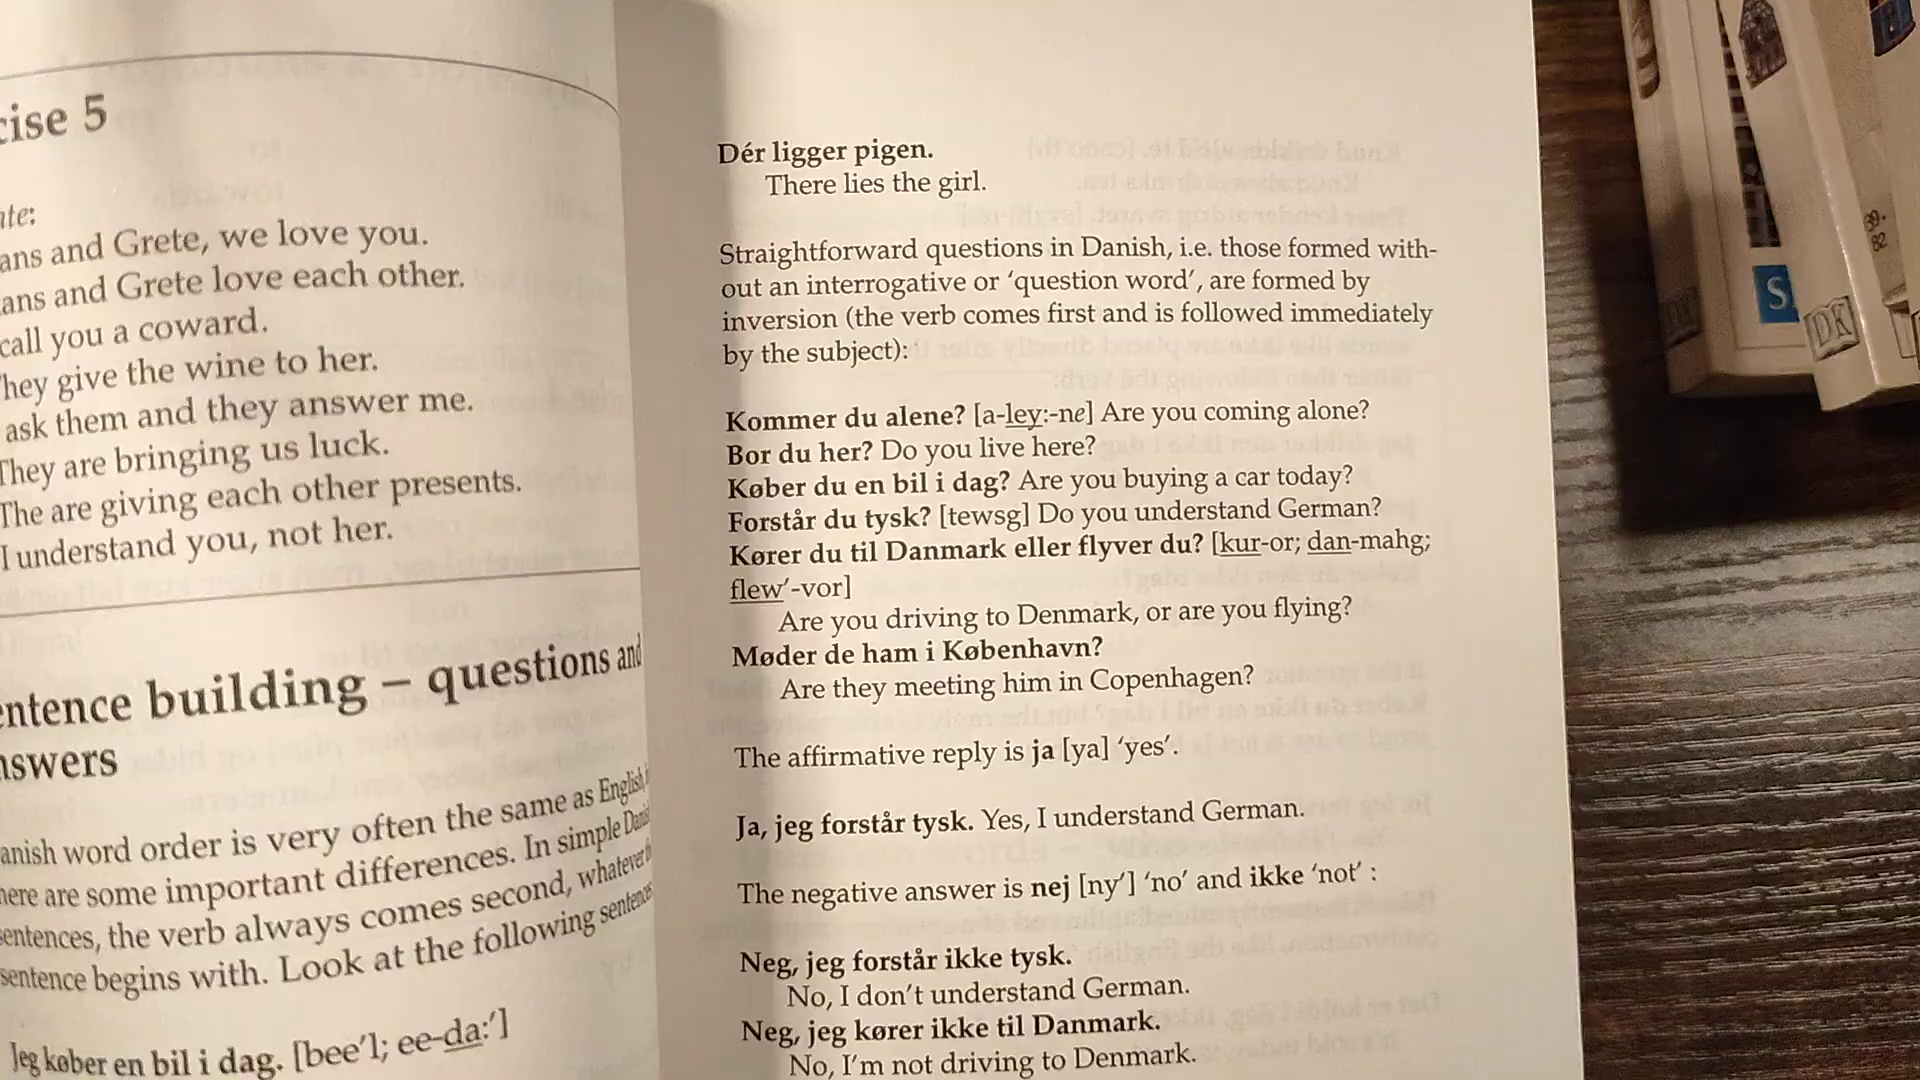 cise 5
ate:
ans and Grete, we love you.
ans and Grete love each other.
call you a coward.
They give the wine to her.
ask them and they answer me.
They are bringing us luck.
The are giving each other presents.
I understand you, not her.
entence building – questions and
nswers
anish word order is very often the same as English
here are some important differences. In simple Danish
sentences, the verb always comes second, whatever
sentence begins with. Look at the following sentences
Jeg køber en bil i dag. [bee′l; ee-da:′]
Dér ligger pigen.
There lies the girl.
Straightforward questions in Danish, i.e. those formed with-
out an interrogative or ‘question word’, are formed by
inversion (the verb comes first and is followed immediately
by the subject):
Kommer du alene? [a-ley:-ne] Are you coming alone?
Bor du her? Do you live here?
Køber du en bil i dag? Are you buying a car today?
Forstår du tysk? [tewsg] Do you understand German?
Kører du til Danmark eller flyver du? [kur-or; dan-mahg;
flew′-vor]
Are you driving to Denmark, or are you flying?
Møder de ham i København?
Are they meeting him in Copenhagen?
The affirmative reply is ja [ya] ‘yes’.
Ja, jeg forstår tysk. Yes, I understand German.
The negative answer is nej [ny′] ‘no’ and ikke ‘not’ :
Neg, jeg forstår ikke tysk.
No, I don’t understand German.
Neg, jeg kører ikke til Danmark.
No, I’m not driving to Denmark.
S
DK
39-
82